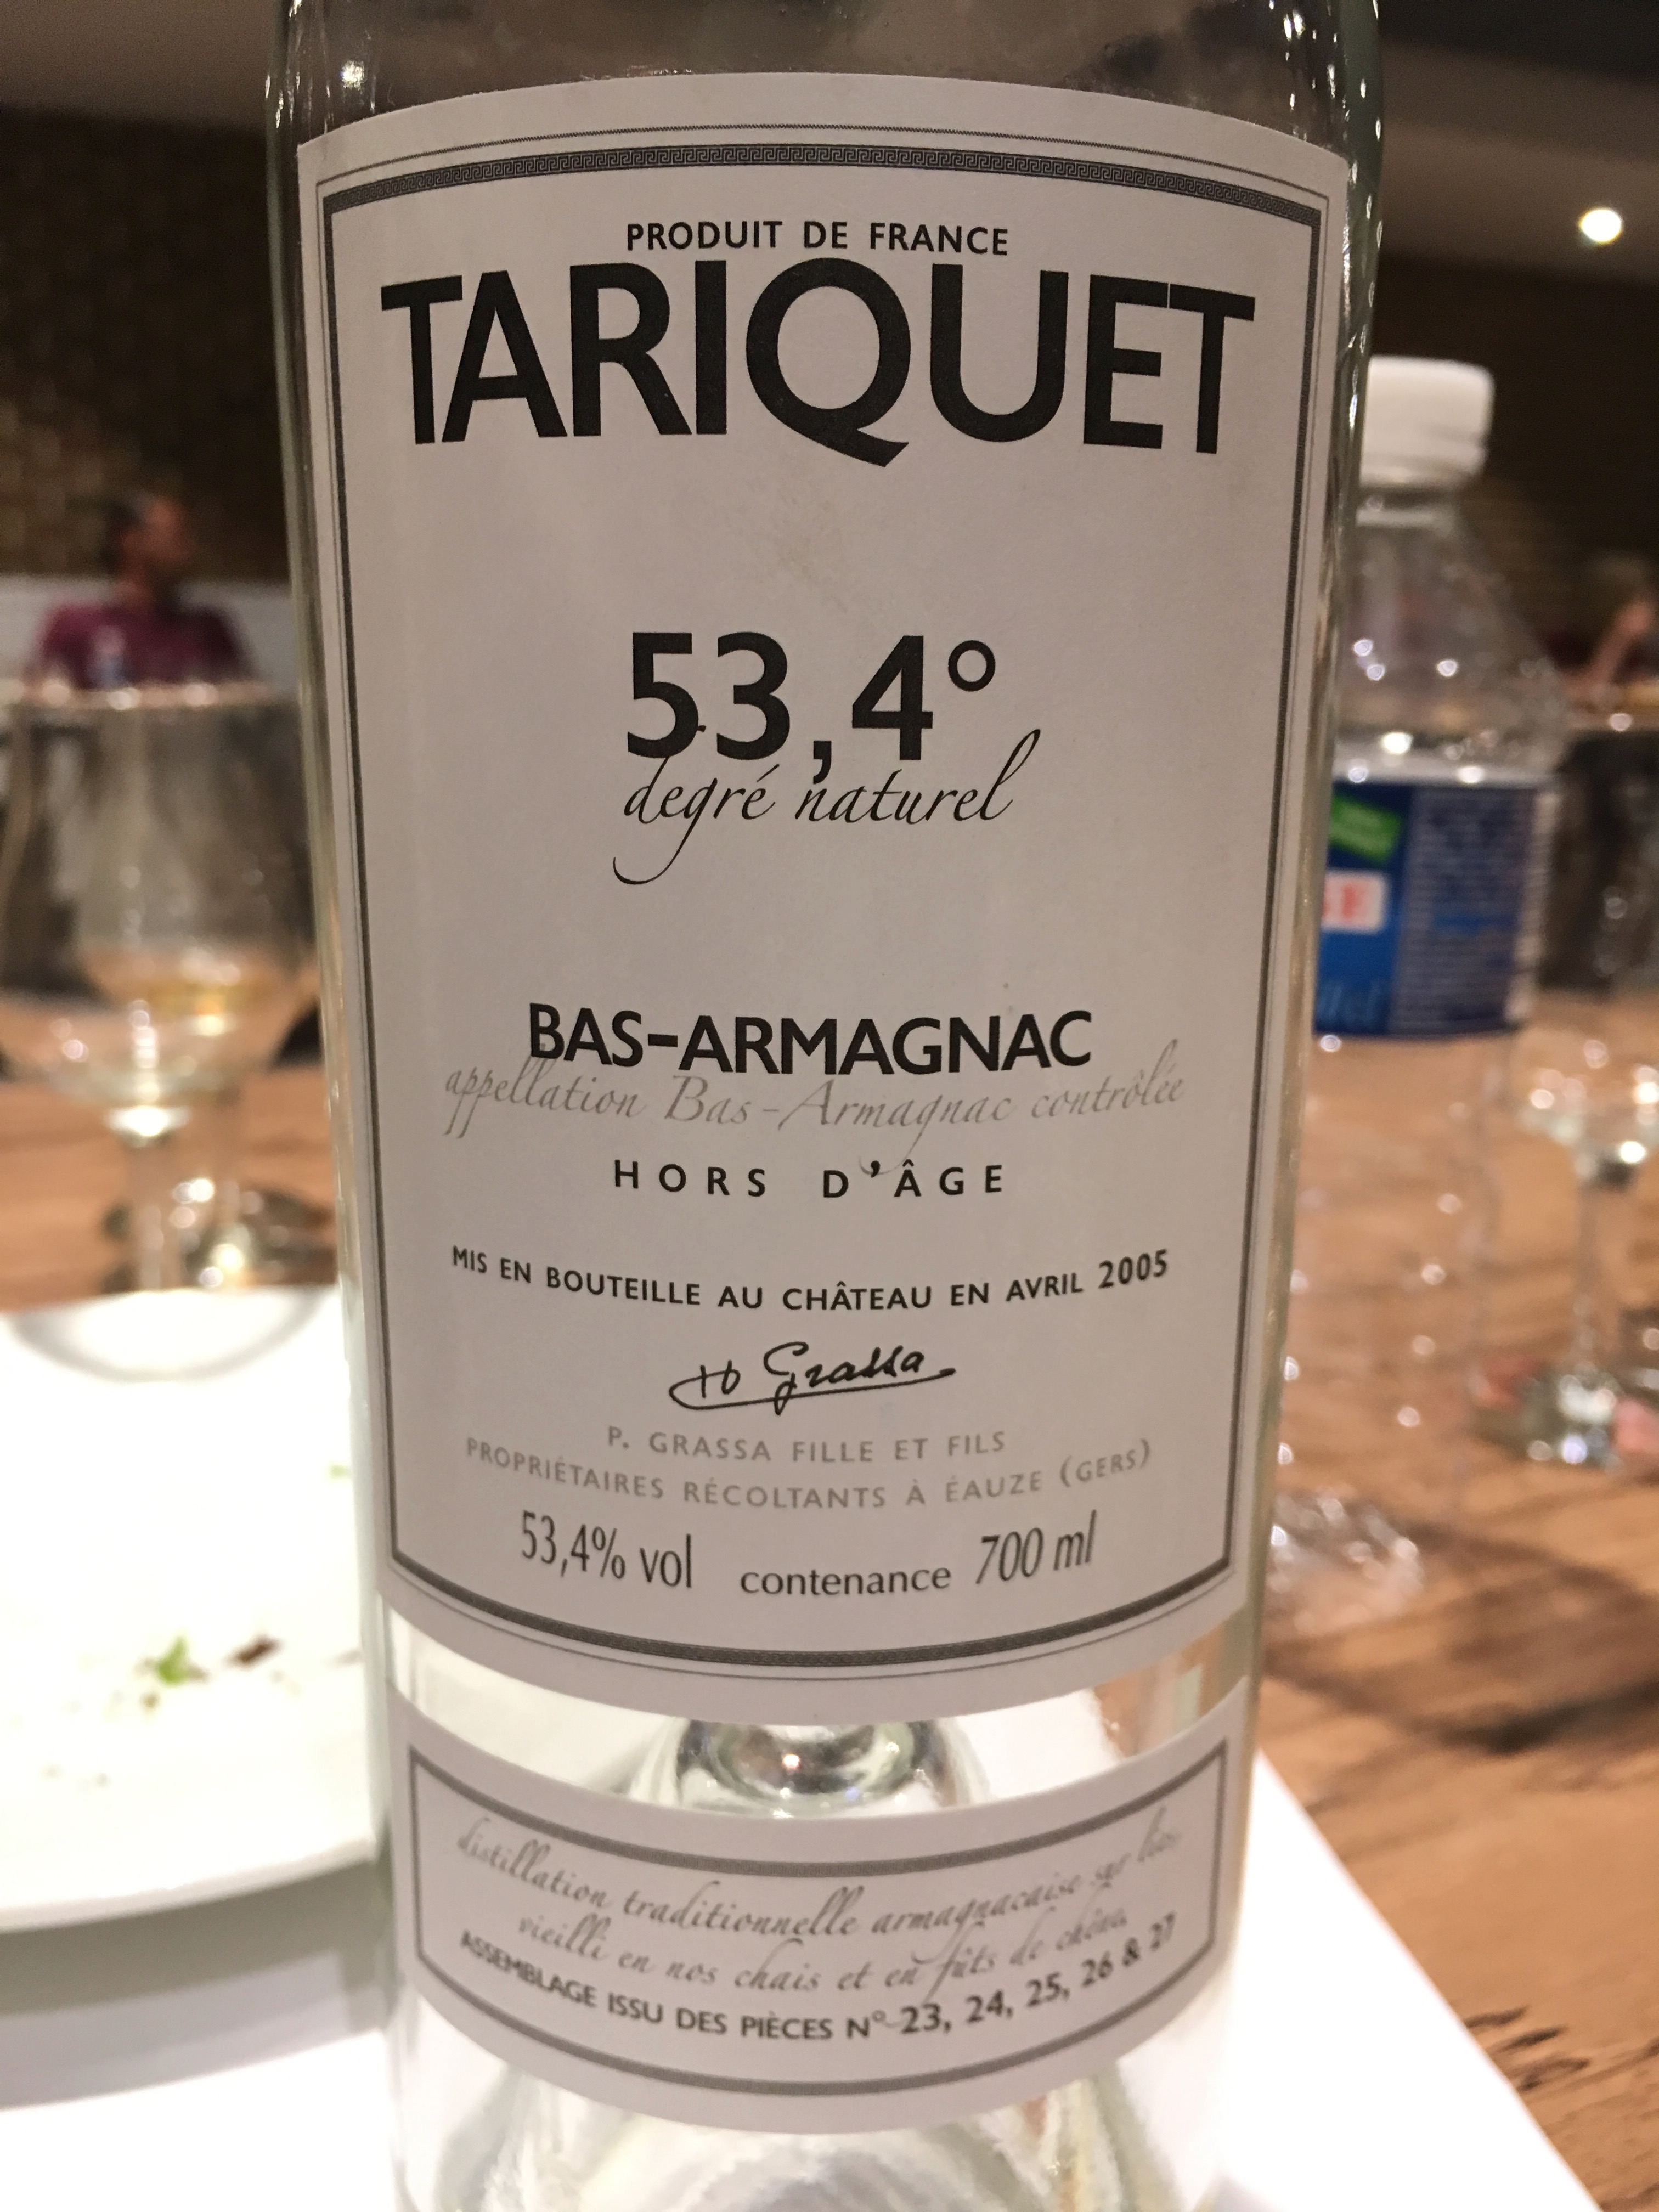 PRODUIT DE FRANCE
TARIQUET
53,4°
degré naturel
BAS-ARMAGNAC
appellation Bas-Armagnac contrôlée
HORS D'ÂGE
MIS EN BOUTEILLE AU CHÂTEAU EN AVRIL 2005
Grassa
P. GRASSA FILLE ET FILS
PROPRIÉTAIRES RÉCOLTANTS À ÉAUZE (GERS)
53,4% vol contenance 700 ml
distillation traditionnelle armagnacaise sur lies
vieilli en nos chais et en fûts de chêne
ASSEMBLAGE ISSU DES PIÈCES N° 23, 24, 25, 26 & 27